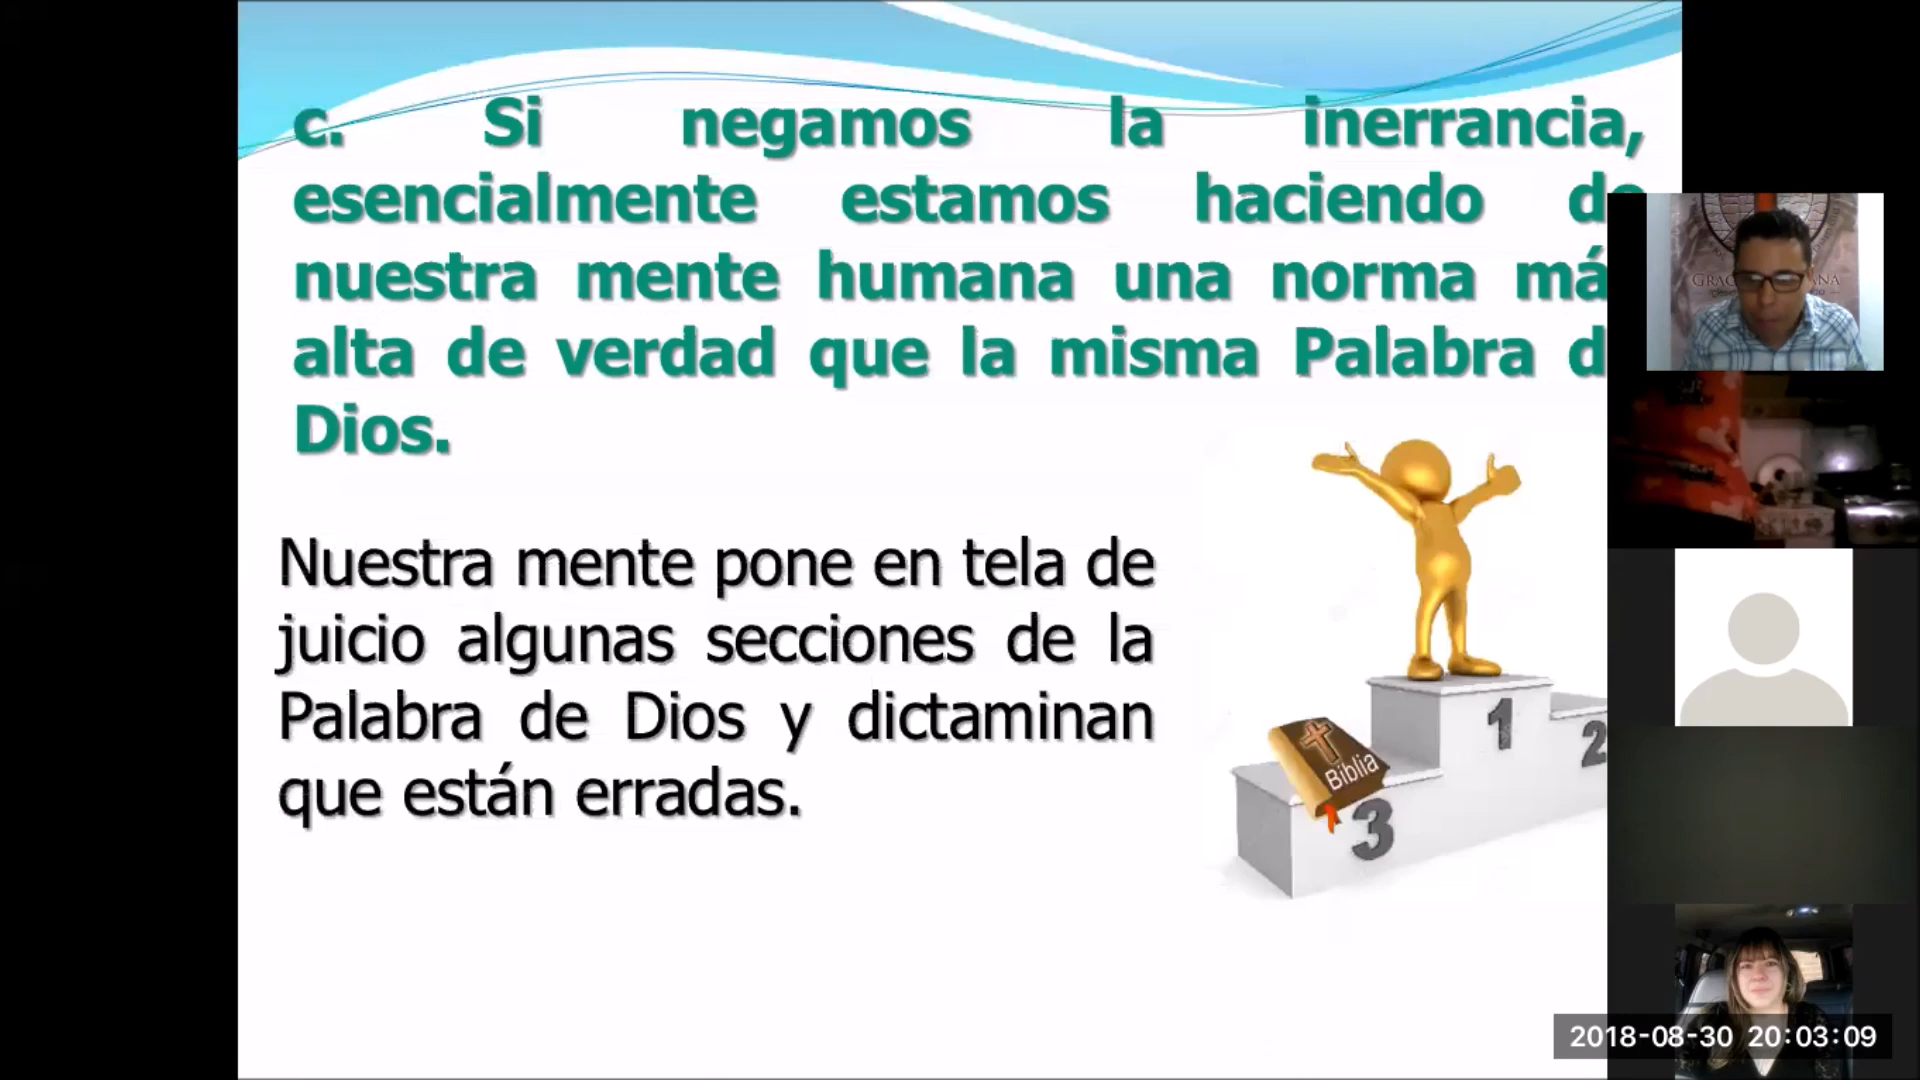 c. Si negamos la inerrancia,
esencialmente estamos haciendo de
nuestra mente humana una norma má
alta de verdad que la misma Palabra d
Dios.
Nuestra mente pone en tela de
juicio algunas secciones de la
Palabra de Dios y dictaminan
que están erradas.
1
2
Biblia
3
2018-08-30 20:03:09